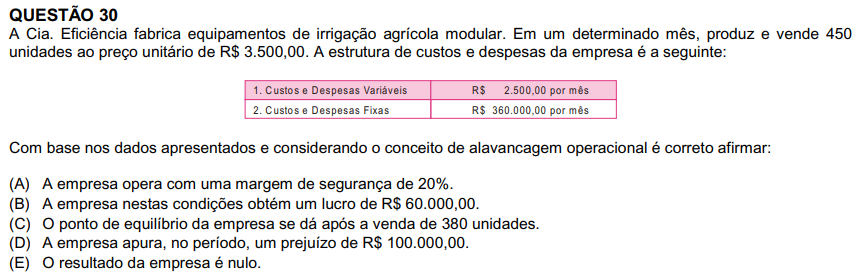 QUESTÃO 30
A Cia. Eficiência fabrica equipamentos de irrigação agrícola modular. Em um determinado mês, produz e vende 450
unidades ao preço unitário de R$ 3.500,00. A estrutura de custos e despesas da empresa é a seguinte:
1. Custos e Despesas Variáveis R$ 2.500,00 por mês
2. Custos e Despesas Fixas R$ 360.000,00 por mês
Com base nos dados apresentados e considerando o conceito de alavancagem operacional é correto afirmar:
(A) A empresa opera com uma margem de segurança de 20%.
(B) A empresa nestas condições obtém um lucro de R$ 60.000,00.
(C) O ponto de equilíbrio da empresa se dá após a venda de 380 unidades.
(D) A empresa apura, no período, um prejuízo de R$ 100.000,00.
(E) O resultado da empresa é nulo.